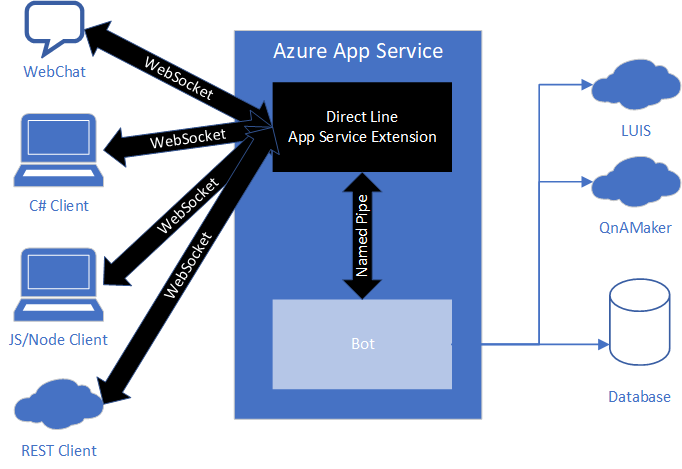 Azure App Service
WebChat
WebSocket
Direct Line
App Service Extension
LUIS
WebSocket
C# Client
WebSocket
Named Pipe
QnAMaker
WebSocket
JS/Node Client
Bot
Database
REST Client